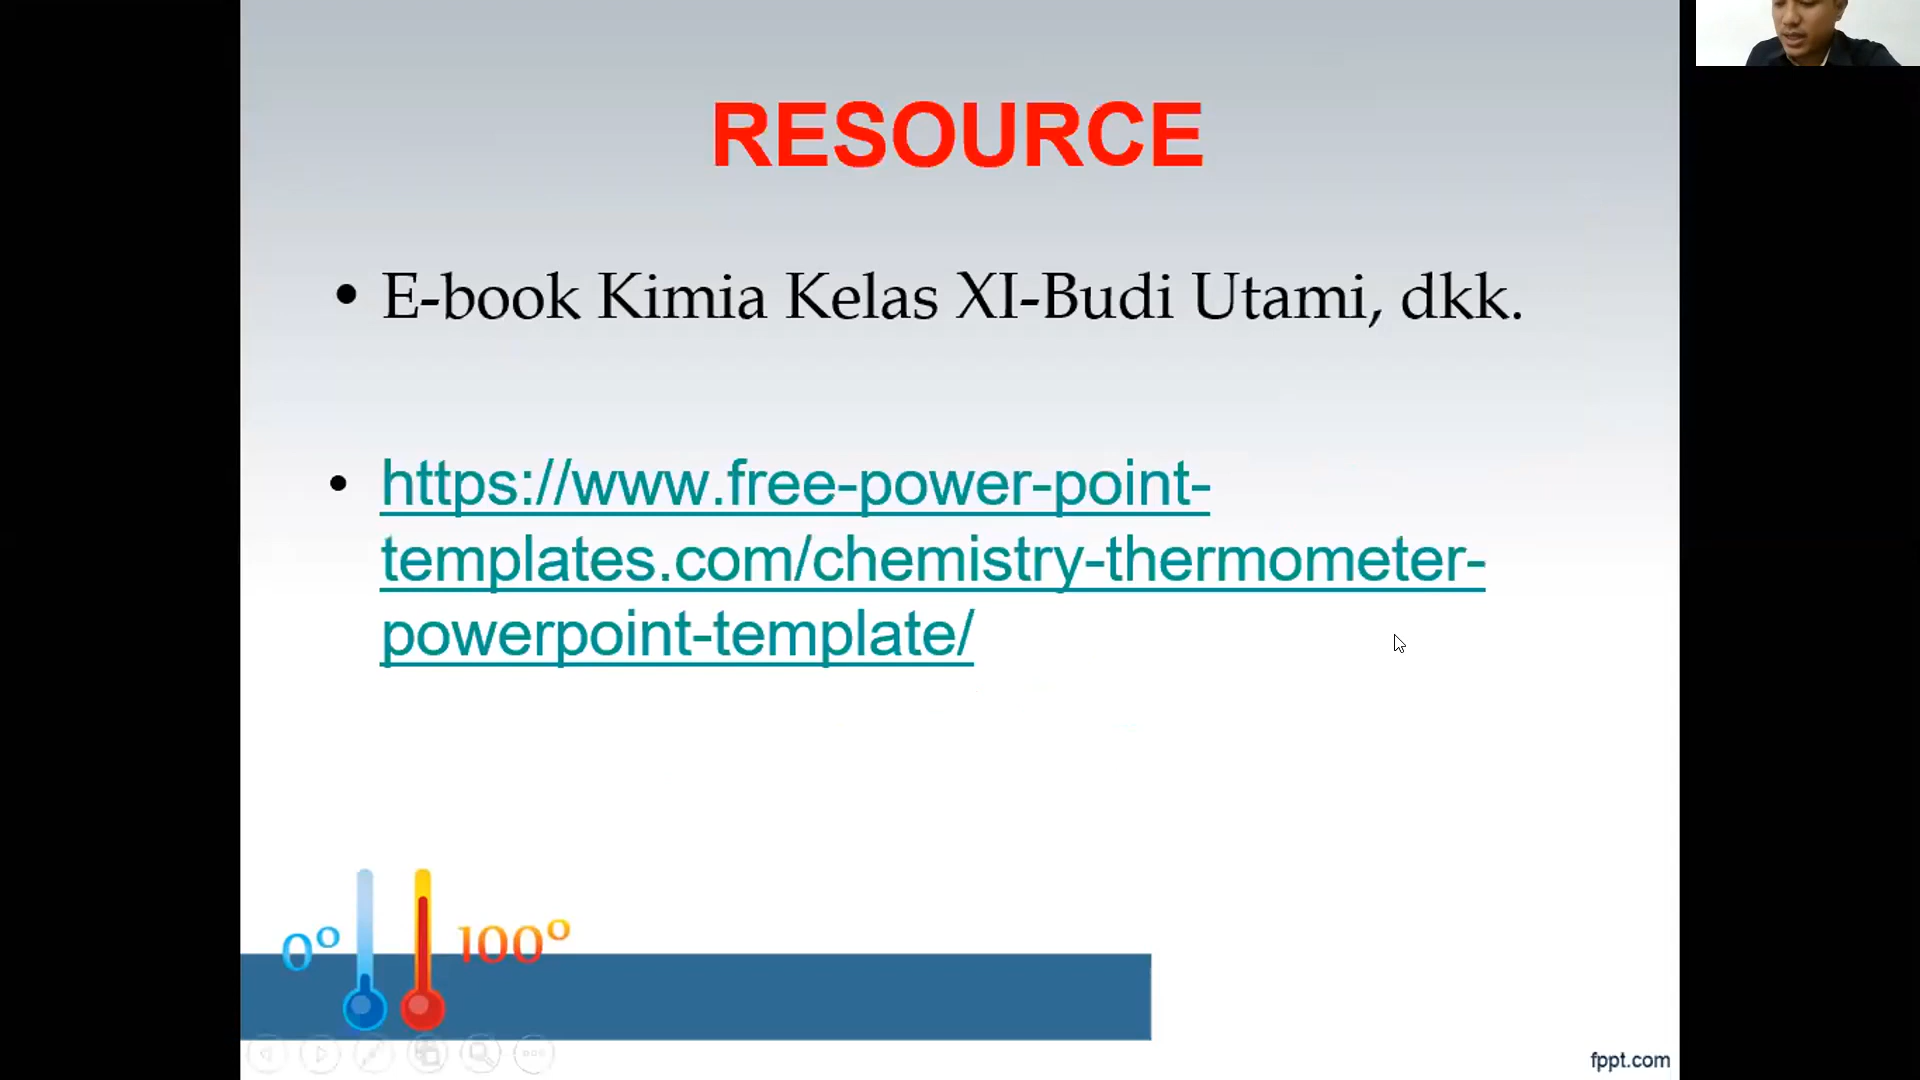 RESOURCE
• E-book Kimia Kelas XI-Budi Utami, dkk.
• https://www.free-power-point-
templates.com/chemistry-thermometer-
powerpoint-template/
0º
100º
fppt.com